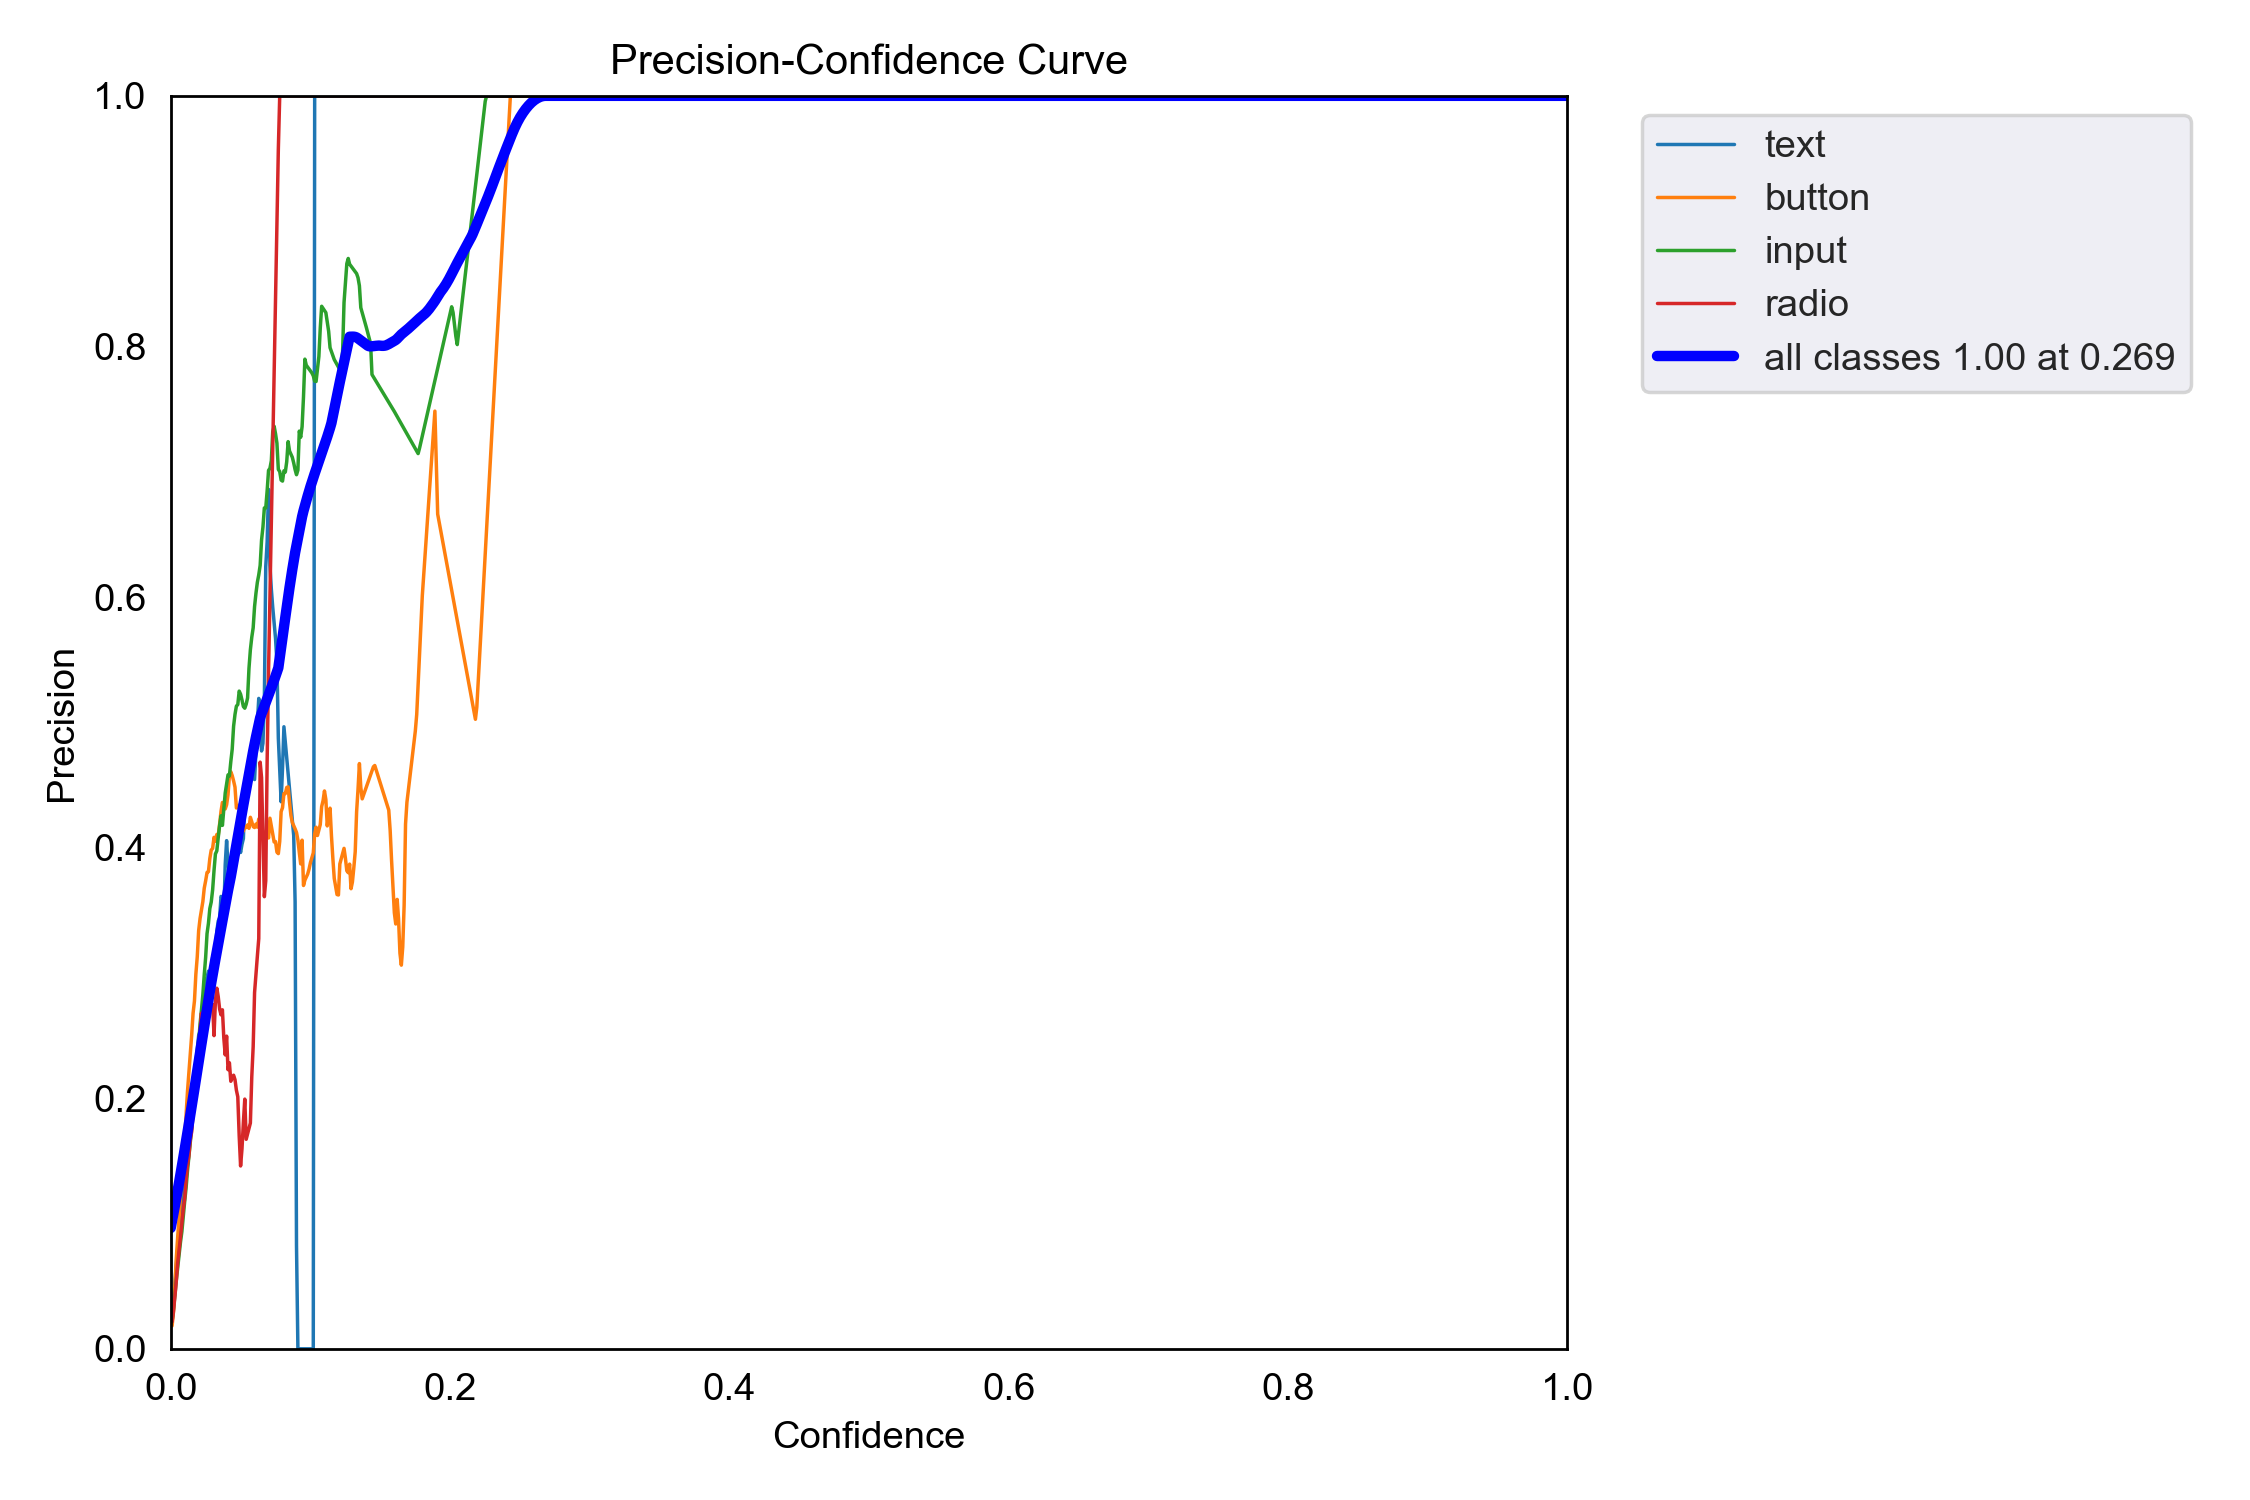 Precision-Confidence Curve
1.0
0.8
0.6
0.4
0.2
0.0
Precision
0.0 0.2 0.4 0.6 0.8 1.0
Confidence
text
button
input
radio
all classes 1.00 at 0.269